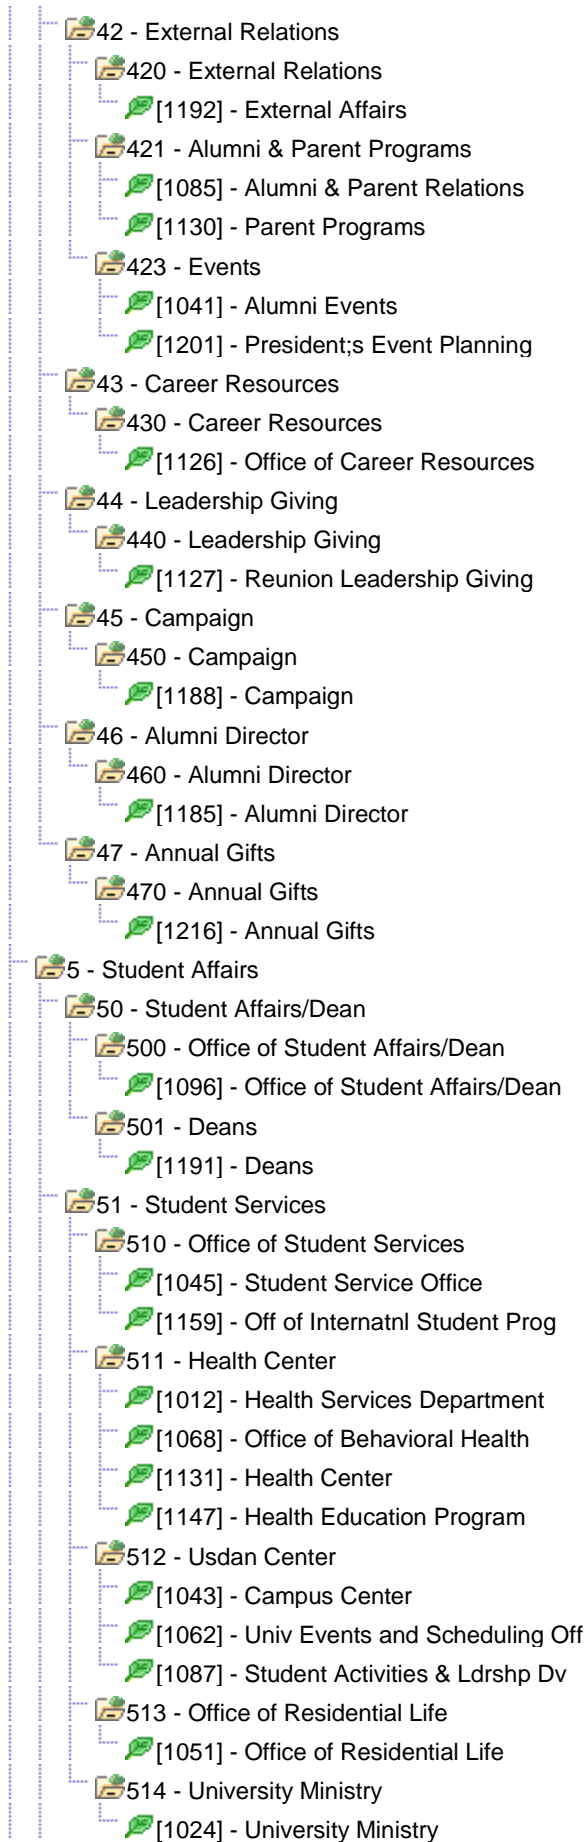 42 - External Relations
420 - External Relations
[1192] - External Affairs
421 - Alumni & Parent Programs
[1085] - Alumni & Parent Relations
[1130] - Parent Programs
423 - Events
[1041] - Alumni Events
[1201] - President;s Event Planning
43 - Career Resources
430 - Career Resources
[1126] - Office of Career Resources
44 - Leadership Giving
440 - Leadership Giving
[1127] - Reunion Leadership Giving
45 - Campaign
450 - Campaign
[1188] - Campaign
46 - Alumni Director
460 - Alumni Director
[1185] - Alumni Director
47 - Annual Gifts
470 - Annual Gifts
[1216] - Annual Gifts
5 - Student Affairs
50 - Student Affairs/Dean
500 - Office of Student Affairs/Dean
[1096] - Office of Student Affairs/Dean
501 - Deans
[1191] - Deans
51 - Student Services
510 - Office of Student Services
[1045] - Student Service Office
[1159] - Off of Internatnl Student Prog
511 - Health Center
[1012] - Health Services Department
[1068] - Office of Behavioral Health
[1131] - Health Center
[1147] - Health Education Program
512 - Usdan Center
[1043] - Campus Center
[1062] - Univ Events and Scheduling Off
[1087] - Student Activities & Ldrshp Dv
513 - Office of Residential Life
[1051] - Office of Residential Life
514 - University Ministry
[1024] - University Ministry